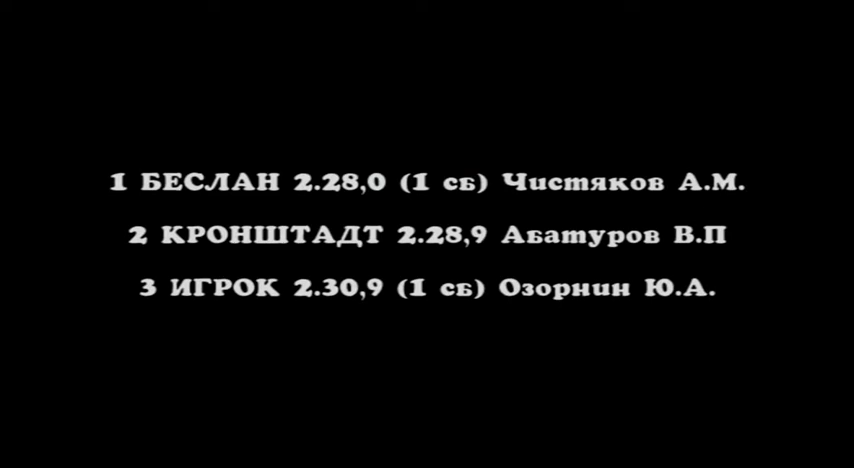 1 БЕСЛАН 2.28,0 (1 сб) Чистяков А.М.
2 КРОНШТАДТ 2.28,9 Абатуров В.П
3 ИГРОК 2.30,9 (1 сб) Озорнин Ю.А.